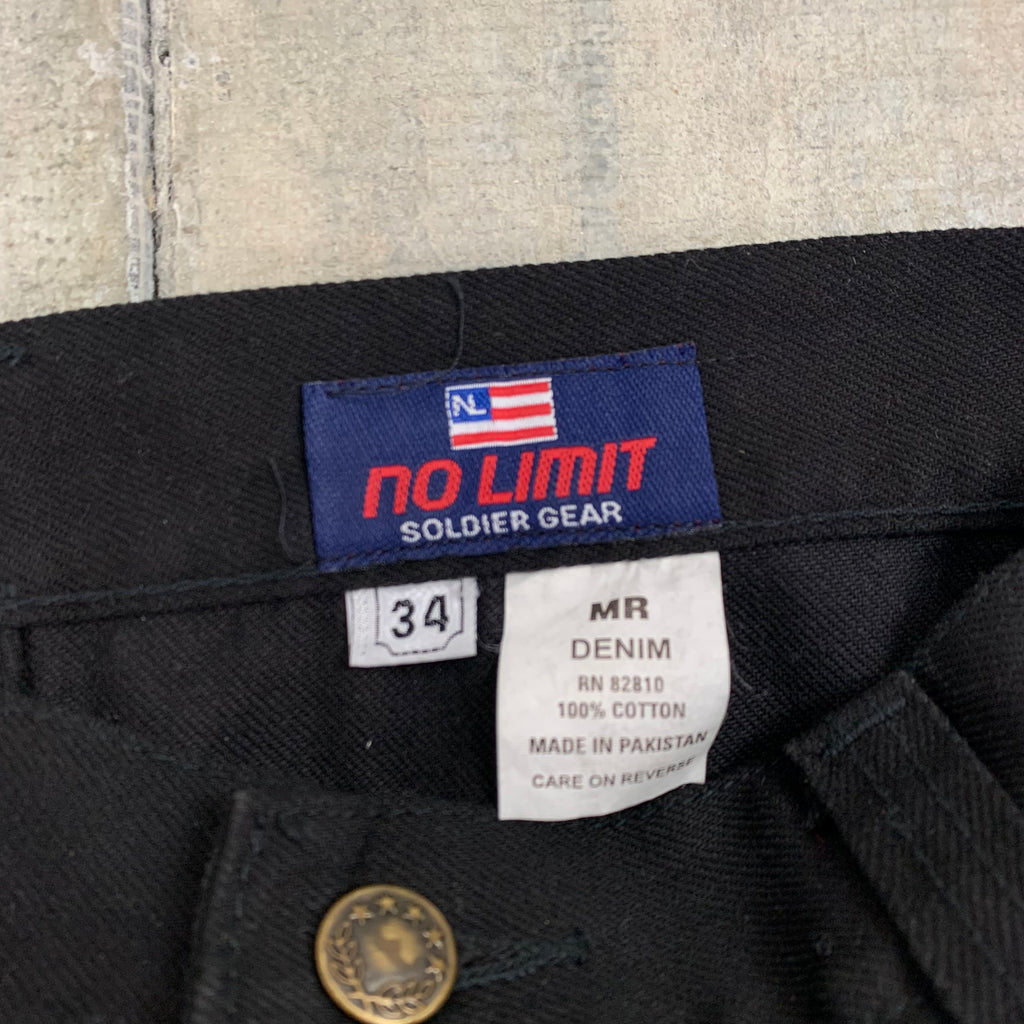 NL
NO LIMIT
SOLDIER GEAR
34
MR
DENIM
RN 82810
100% COTTON
MADE IN PAKISTAN
CARE ON REVERSE